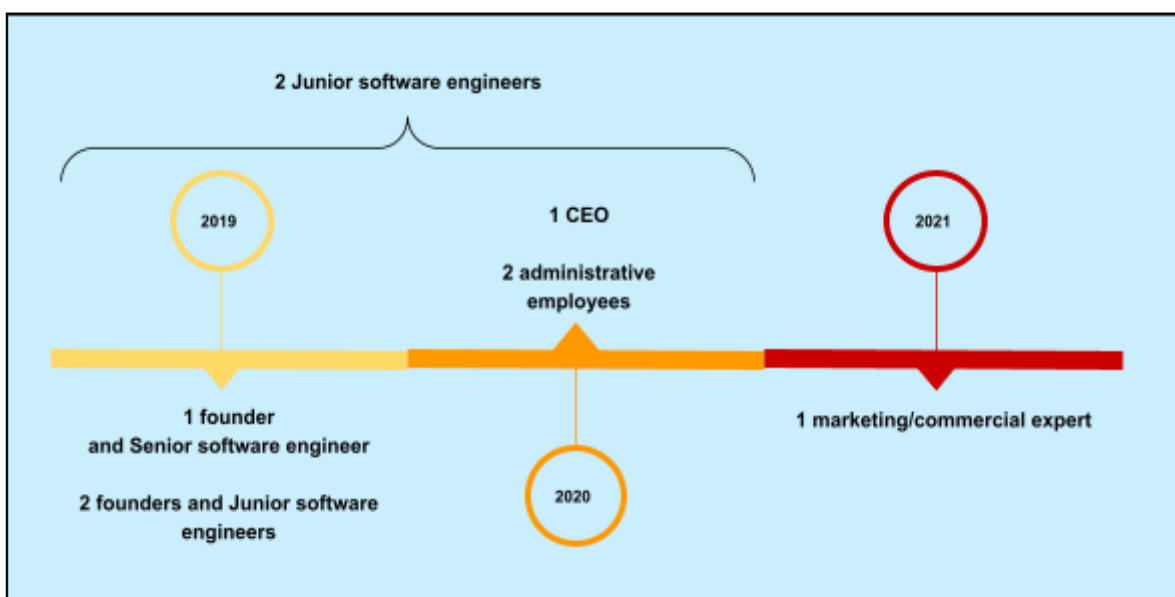 2 Junior software engineers
2019
1 CEO
2021
2 administrative
employees
1 founder
and Senior software engineer
1 marketing/commercial expert
2 founders and Junior software
engineers
2020